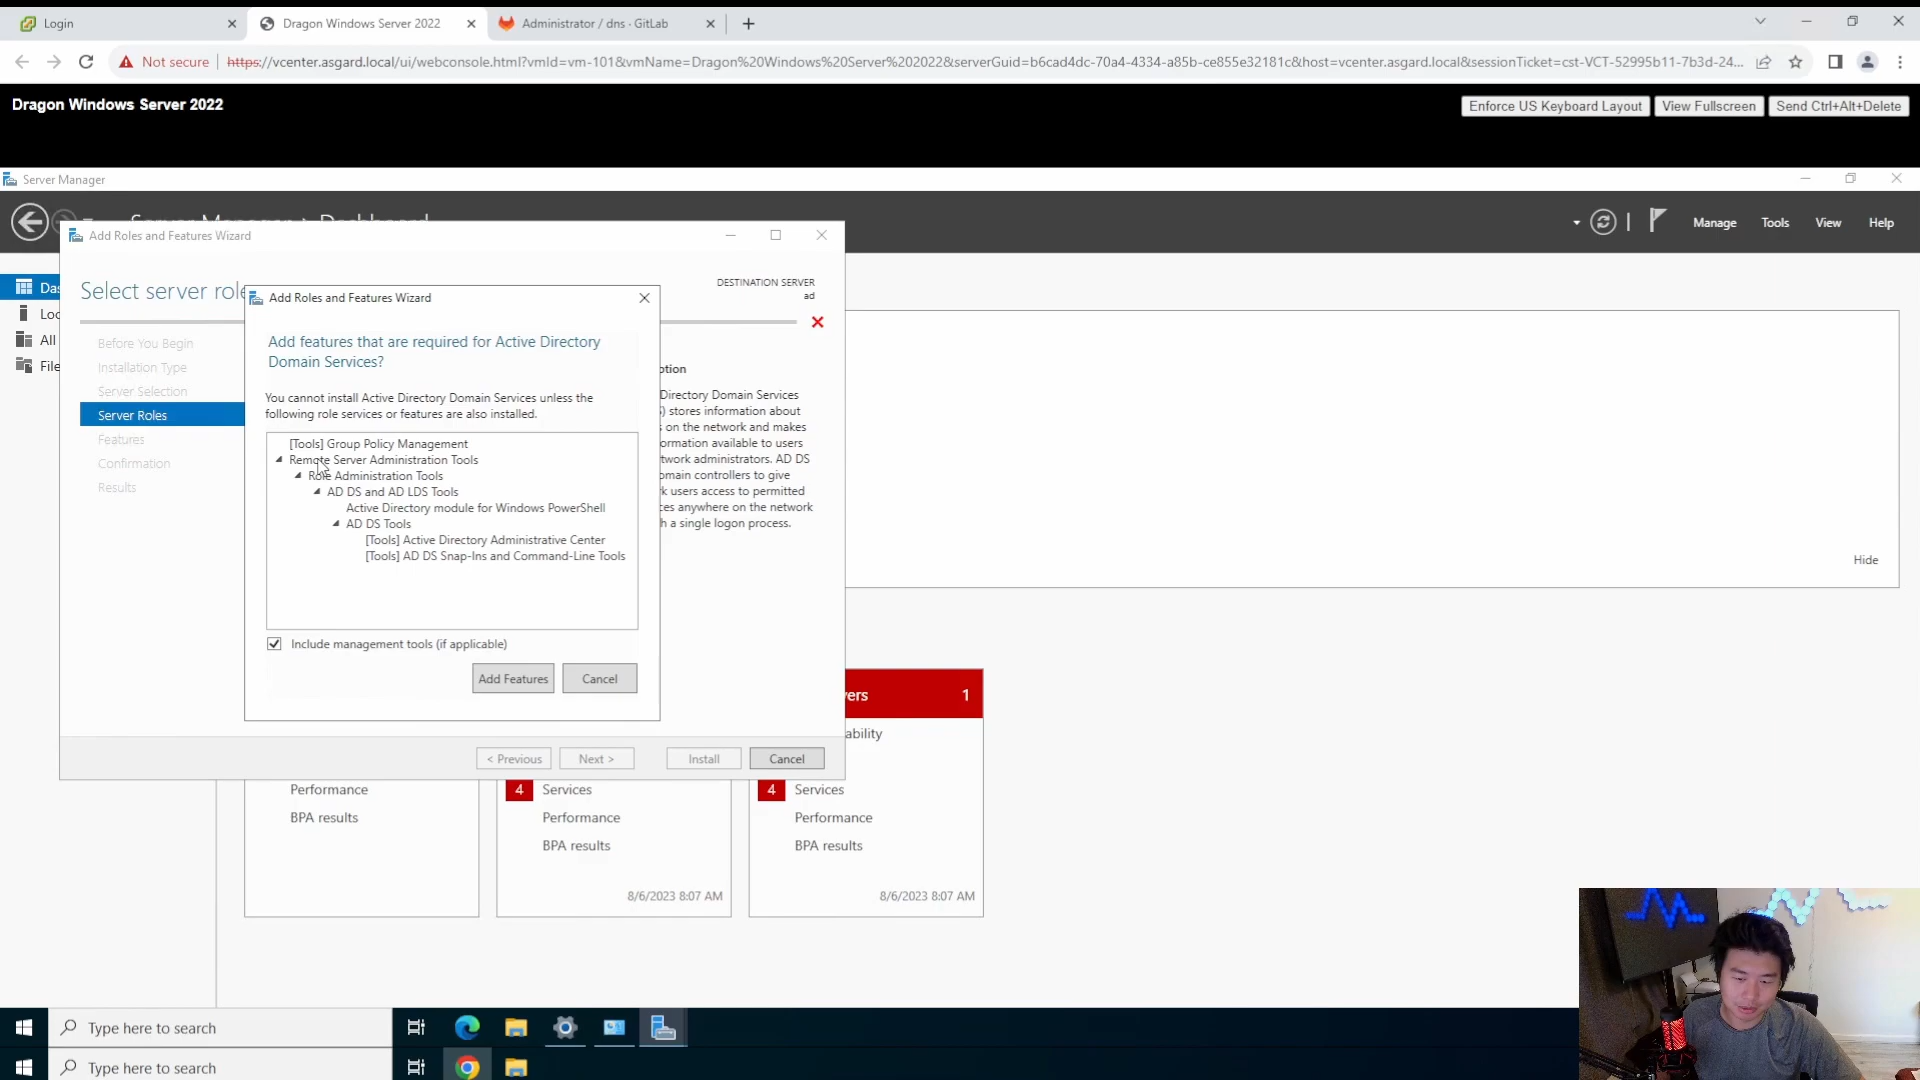 Login
Dragon Windows Server 2022
Administrator / dns · GitLab
Not secure
https://vcenter.asgard.local/ui/webconsole.html?vmId=vm-101&vmName=Dragon%20Windows%20Server%202022&serverGuid=b6cad4dc-70a4-4334-a85b-ce855e32181c&host=vcenter.asgard.local&sessionTicket=cst-VCT-52995b11-7b3d-24...
Dragon Windows Server 2022
Enforce US Keyboard Layout
View Fullscreen
Send Ctrl+Alt+Delete
Server Manager
Server Manager › Dashboard
Manage
Tools
View
Help
Add Roles and Features Wizard
Das
Loc
All
File
Select server role
DESTINATION SERVER
ad
Before You Begin
Installation Type
Server Selection
Server Roles
Features
Confirmation
Results
Add Roles and Features Wizard
Add features that are required for Active Directory
Domain Services?
You cannot install Active Directory Domain Services unless the
following role services or features are also installed.
[Tools] Group Policy Management
Remote Server Administration Tools
Role Administration Tools
AD DS and AD LDS Tools
Active Directory module for Windows PowerShell
AD DS Tools
[Tools] Active Directory Administrative Center
[Tools] AD DS Snap-Ins and Command-Line Tools
Include management tools (if applicable)
Add Features
Cancel
ption
Directory Domain Services
) stores information about
on the network and makes
ormation available to users
twork administrators. AD DS
omain controllers to give
k users access to permitted
ces anywhere on the network
h a single logon process.
Hide
< Previous
Next >
Install
Cancel
vers
1
ability
Performance
BPA results
4 Services
Performance
BPA results
8/6/2023 8:07 AM
4 Services
Performance
BPA results
8/6/2023 8:07 AM
Type here to search
Type here to search